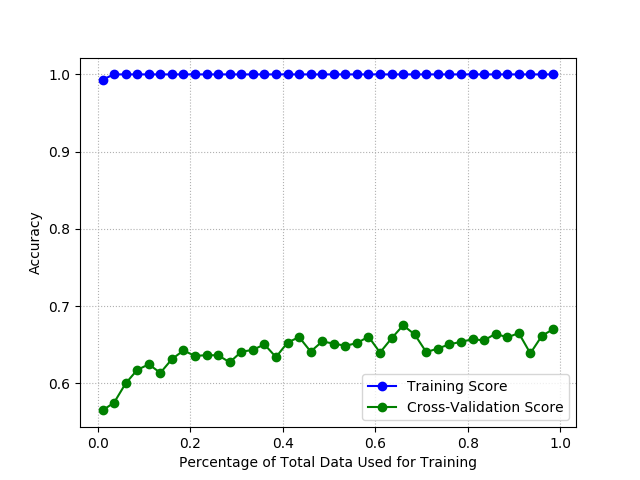 1.0
0.9
0.8
0.7
0.6
Accuracy
Training Score
Cross-Validation Score
0.0 0.2 0.4 0.6 0.8 1.0
Percentage of Total Data Used for Training